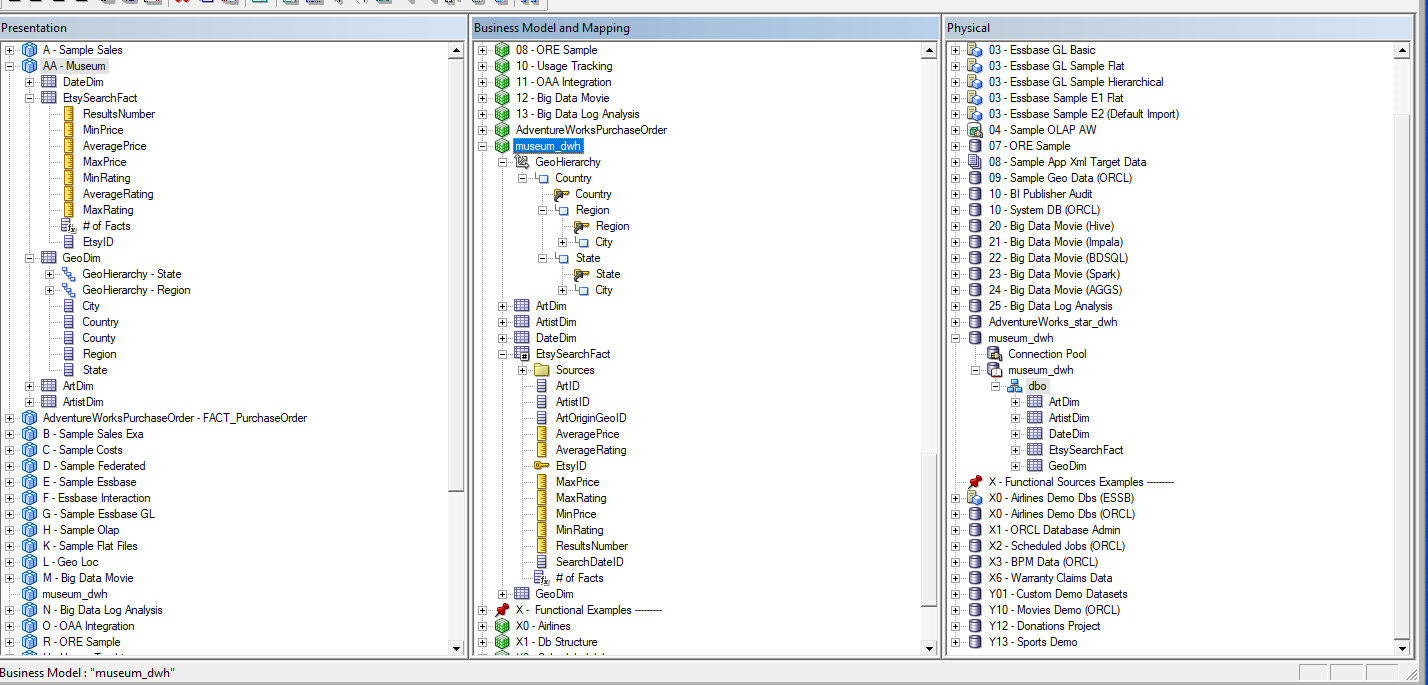 Presentation
A - Sample Sales
AA - Museum
DateDim
EtsySearchFact
ResultsNumber
MinPrice
AveragePrice
MaxPrice
MinRating
AverageRating
MaxRating
# of Facts
EtsyID
GeoDim
GeoHierarchy - State
GeoHierarchy - Region
City
Country
County
Region
State
ArtDim
ArtistDim
AdventureWorksPurchaseOrder - FACT_PurchaseOrder
B - Sample Sales Exa
C - Sample Costs
D - Sample Federated
E - Sample Essbase
F - Essbase Interaction
G - Sample Essbase GL
H - Sample Olap
K - Sample Flat Files
L - Geo Loc
M - Big Data Movie
museum_dwh
N - Big Data Log Analysis
O - OAA Integration
R - ORE Sample
Business Model and Mapping
08 - ORE Sample
10 - Usage Tracking
11 - OAA Integration
12 - Big Data Movie
13 - Big Data Log Analysis
AdventureWorksPurchaseOrder
museum_dwh
GeoHierarchy
Country
Country
Region
Region
City
State
State
City
ArtDim
ArtistDim
DateDim
EtsySearchFact
Sources
ArtID
ArtistID
ArtOriginGeoID
AveragePrice
AverageRating
EtsyID
MaxPrice
MaxRating
MinPrice
MinRating
ResultsNumber
SearchDateID
# of Facts
GeoDim
X - Functional Examples ---------
X0 - Airlines
X1 - Db Structure
Physical
03 - Essbase GL Basic
03 - Essbase GL Sample Flat
03 - Essbase GL Sample Hierarchical
03 - Essbase Sample E1 Flat
03 - Essbase Sample E2 (Default Import)
04 - Sample OLAP AW
07 - ORE Sample
08 - Sample App Xml Target Data
09 - Sample Geo Data (ORCL)
10 - BI Publisher Audit
10 - System DB (ORCL)
20 - Big Data Movie (Hive)
21 - Big Data Movie (Impala)
22 - Big Data Movie (BDSQL)
23 - Big Data Movie (Spark)
24 - Big Data Movie (AGGS)
25 - Big Data Log Analysis
AdventureWorks_star_dwh
museum_dwh
Connection Pool
museum_dwh
dbo
ArtDim
ArtistDim
DateDim
EtsySearchFact
GeoDim
X - Functional Sources Examples ---------
X0 - Airlines Demo Dbs (ESSB)
X0 - Airlines Demo Dbs (ORCL)
X1 - ORCL Database Admin
X2 - Scheduled Jobs (ORCL)
X3 - BPM Data (ORCL)
X6 - Warranty Claims Data
Y01 - Custom Demo Datasets
Y10 - Movies Demo (ORCL)
Y12 - Donations Project
Y13 - Sports Demo
Business Model : "museum_dwh"